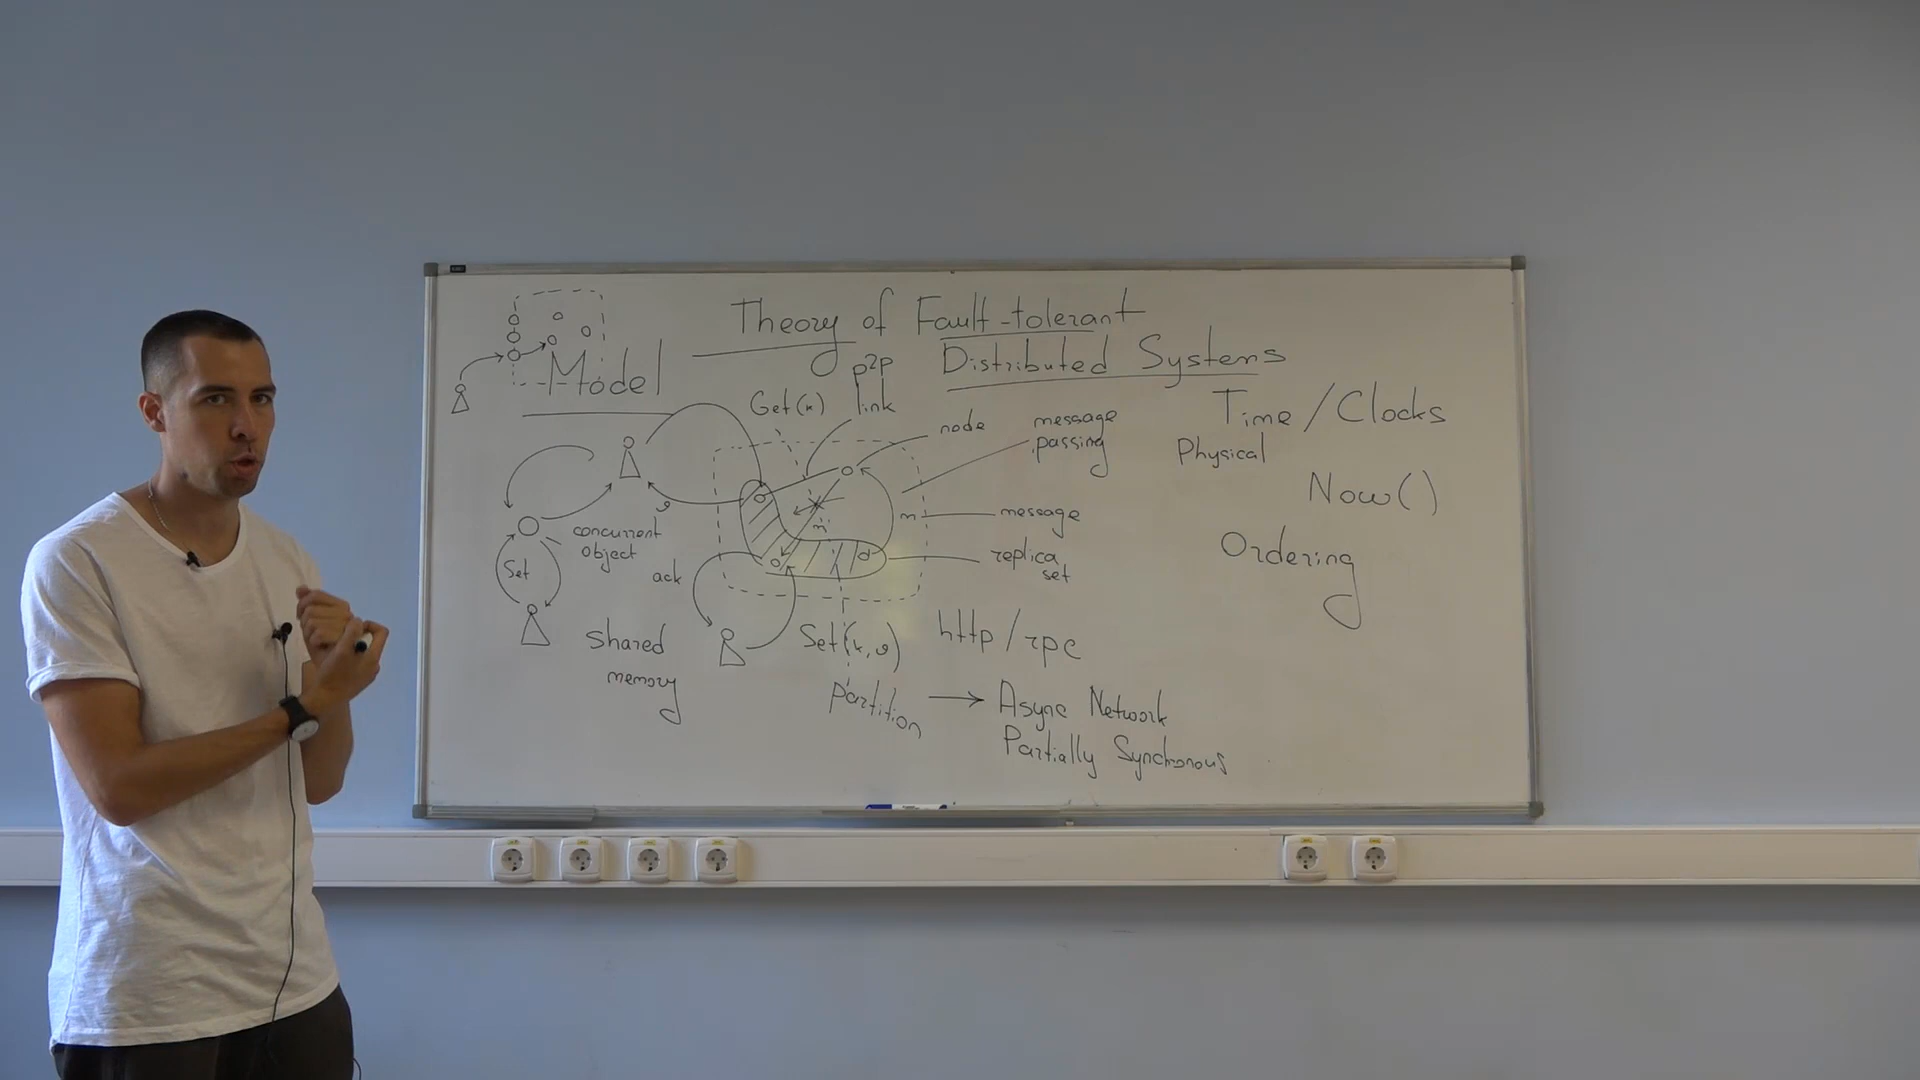 Theory of Fault-tolerant
Distributed Systems
Model
p2p
link
Get(k)
node
message
passing
Time / Clocks
Physical
Now()
Ordering
m
message
m'
replica
set
v
concurrent
object
Set
ack
shared
memory
Set(k,v)
http / rpc
partition → Async Network
Partially Synchronous